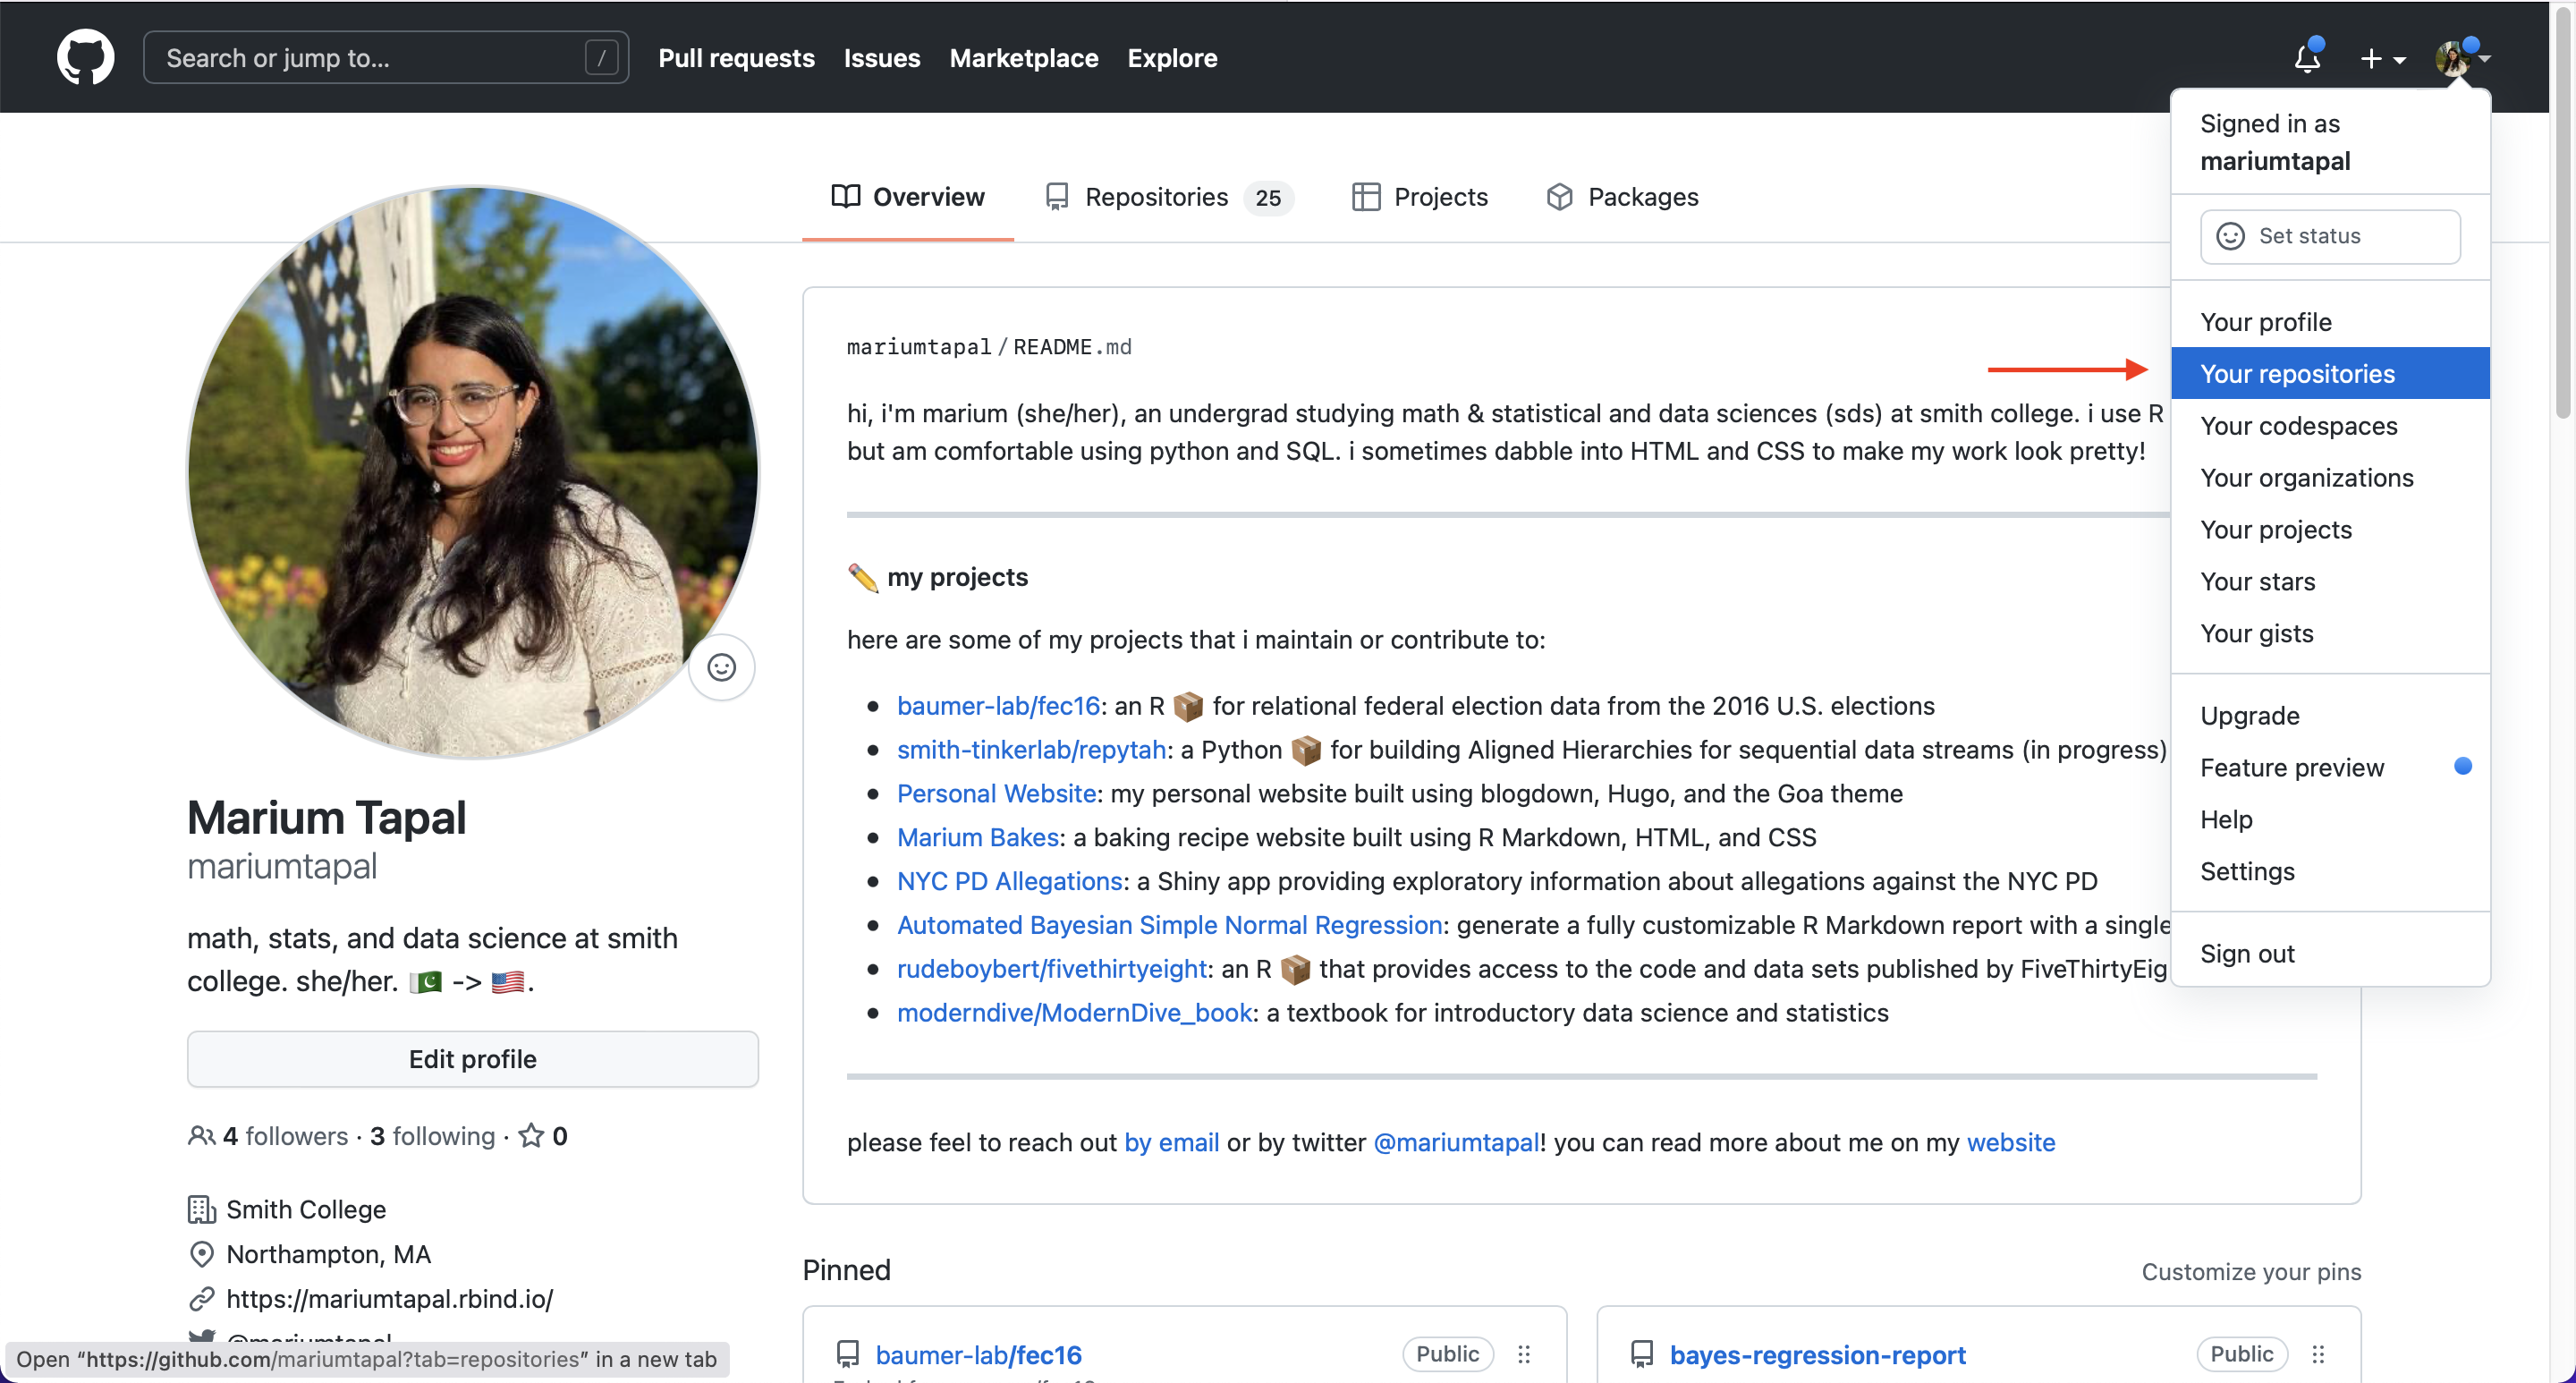 Search or jump to... /
Pull requests
Issues
Marketplace
Explore
Signed in as
mariumtapal
Set status
Your profile
Your repositories
Your codespaces
Your organizations
Your projects
Your stars
Your gists
Upgrade
Feature preview
Help
Settings
Sign out
Overview
Repositories 25
Projects
Packages
Marium Tapal
mariumtapal
math, stats, and data science at smith
college. she/her. 🇵🇰 -> 🇺🇸.
Edit profile
4 followers · 3 following · 0
Smith College
Northampton, MA
https://mariumtapal.rbind.io/
@mariumtapal
Open “https://github.com/mariumtapal?tab=repositories” in a new tab
mariumtapal/README.md
hi, i'm marium (she/her), an undergrad studying math & statistical and data sciences (sds) at smith college. i use R
but am comfortable using python and SQL. i sometimes dabble into HTML and CSS to make my work look pretty!
✏️ my projects
here are some of my projects that i maintain or contribute to:
• baumer-lab/fec16: an R 📦 for relational federal election data from the 2016 U.S. elections
• smith-tinkerlab/repytah: a Python 📦 for building Aligned Hierarchies for sequential data streams (in progress)
• Personal Website: my personal website built using blogdown, Hugo, and the Goa theme
• Marium Bakes: a baking recipe website built using R Markdown, HTML, and CSS
• NYC PD Allegations: a Shiny app providing exploratory information about allegations against the NYC PD
• Automated Bayesian Simple Normal Regression: generate a fully customizable R Markdown report with a single
• rudeboybert/fivethirtyeight: an R 📦 that provides access to the code and data sets published by FiveThirtyEig
• moderndive/ModernDive_book: a textbook for introductory data science and statistics
please feel to reach out by email or by twitter @mariumtapal! you can read more about me on my website
Pinned
Customize your pins
baumer-lab/fec16
Public
bayes-regression-report
Public